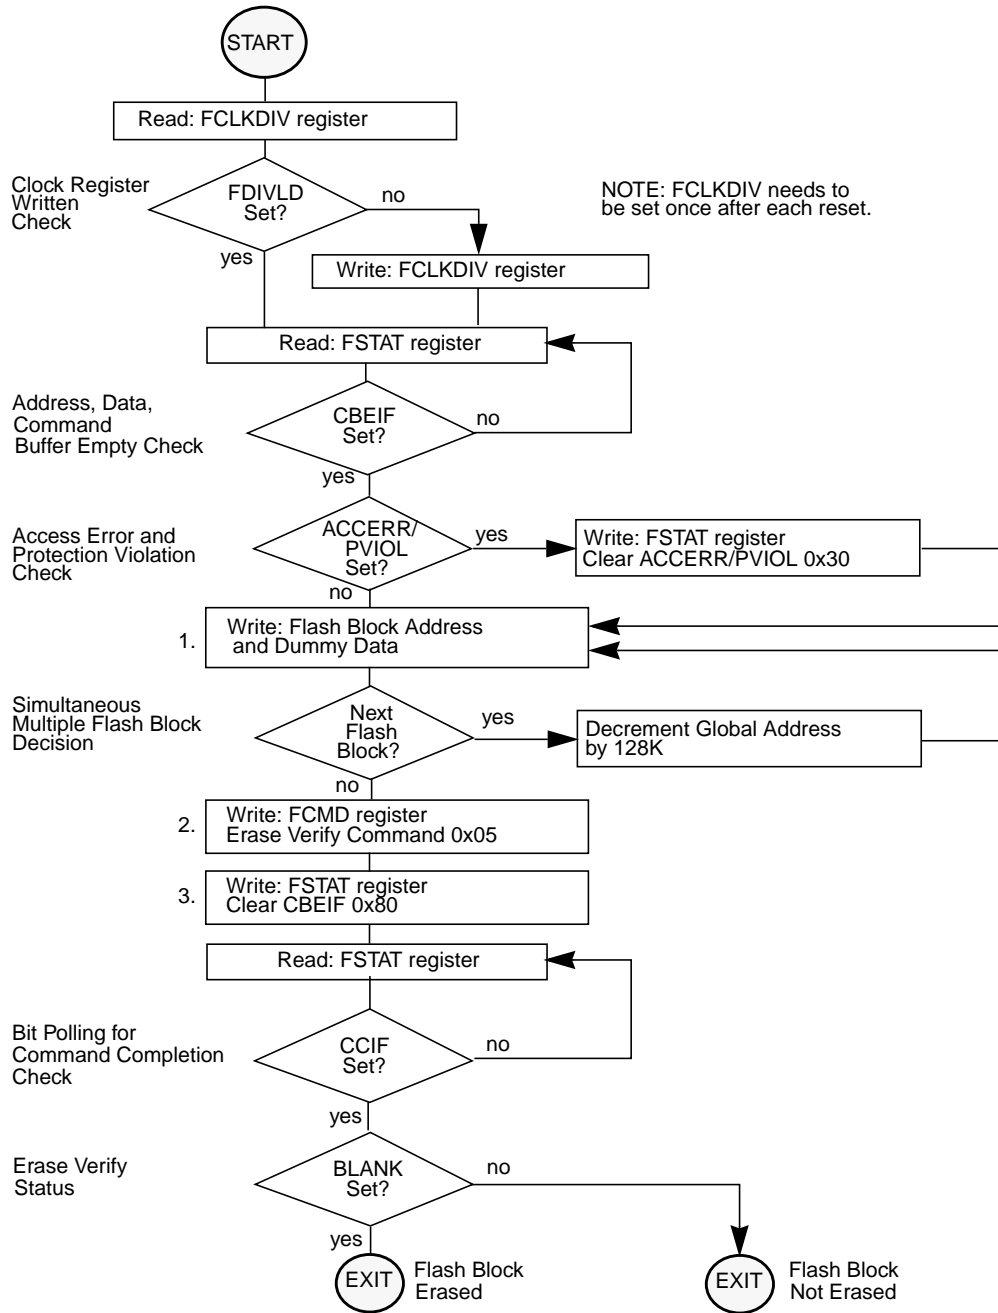 START
Read: FCLKDIV register
Clock Register
Written
Check
FDIVLD
Set?
no
yes
NOTE: FCLKDIV needs to
be set once after each reset.
Write: FCLKDIV register
Read: FSTAT register
Address, Data,
Command
Buffer Empty Check
CBEIF
Set?
no
yes
Access Error and
Protection Violation
Check
ACCERR/
PVIOL
Set?
yes
no
Write: FSTAT register
Clear ACCERR/PVIOL 0x30
1.
Write: Flash Block Address
and Dummy Data
Simultaneous
Multiple Flash Block
Decision
Next
Flash
Block?
yes
no
Decrement Global Address
by 128K
2.
Write: FCMD register
Erase Verify Command 0x05
3.
Write: FSTAT register
Clear CBEIF 0x80
Read: FSTAT register
Bit Polling for
Command Completion
Check
CCIF
Set?
no
yes
Erase Verify
Status
BLANK
Set?
no
yes
EXIT
Flash Block
Erased
EXIT
Flash Block
Not Erased